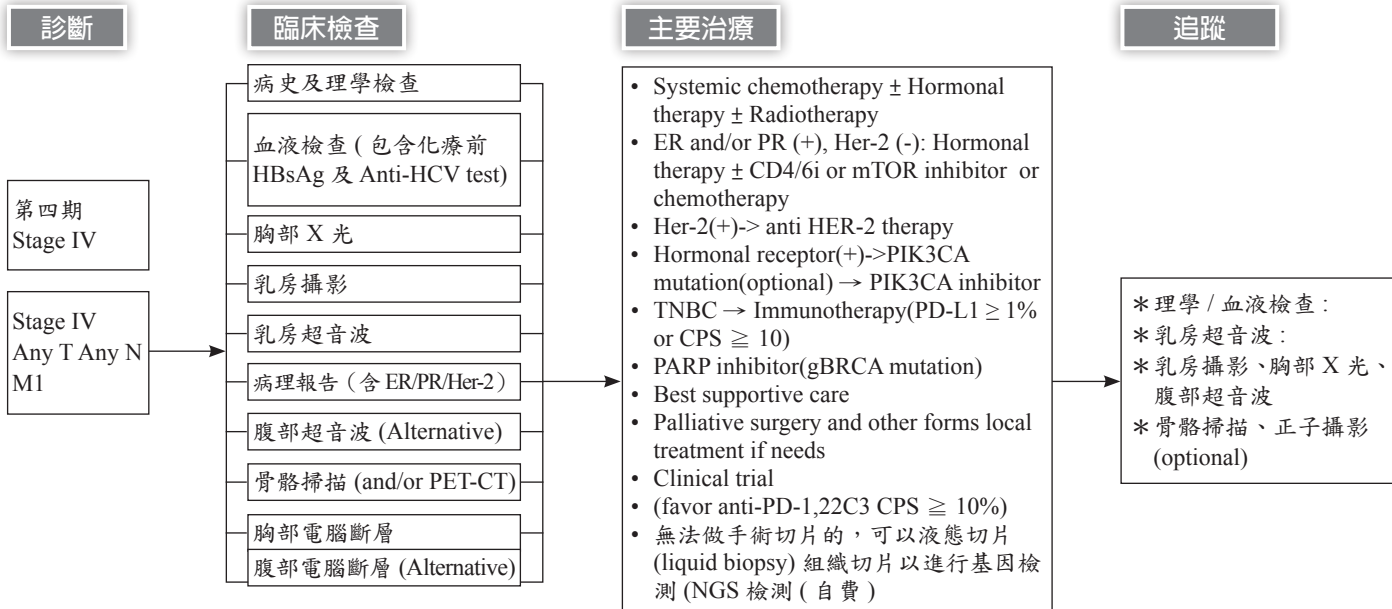 診斷
臨床檢查
主要治療
追蹤
第四期
Stage IV
Stage IV
Any T Any N
M1
病史及理學檢查
血液檢查 ( 包含化療前
HBsAg 及 Anti-HCV test)
胸部 X 光
乳房攝影
乳房超音波
病理報告（含 ER/PR/Her-2）
腹部超音波 (Alternative)
骨骼掃描 (and/or PET-CT)
胸部電腦斷層
腹部電腦斷層 (Alternative)
• Systemic chemotherapy ± Hormonal
therapy ± Radiotherapy
• ER and/or PR (+), Her-2 (-): Hormonal
therapy ± CD4/6i or mTOR inhibitor or
chemotherapy
• Her-2(+)-> anti HER-2 therapy
• Hormonal receptor(+)->PIK3CA
mutation(optional) → PIK3CA inhibitor
• TNBC → Immunotherapy(PD-L1 ≥ 1%
or CPS ≧ 10)
• PARP inhibitor(gBRCA mutation)
• Best supportive care
• Palliative surgery and other forms local
treatment if needs
• Clinical trial
• (favor anti-PD-1,22C3 CPS ≧ 10%)
• 無法做手術切片的，可以液態切片
(liquid biopsy) 組織切片以進行基因檢
測 (NGS 檢測 ( 自費 )
＊理學 / 血液檢查 :
＊乳房超音波 :
＊乳房攝影、胸部 X 光、
腹部超音波
＊骨骼掃描、正子攝影
(optional)